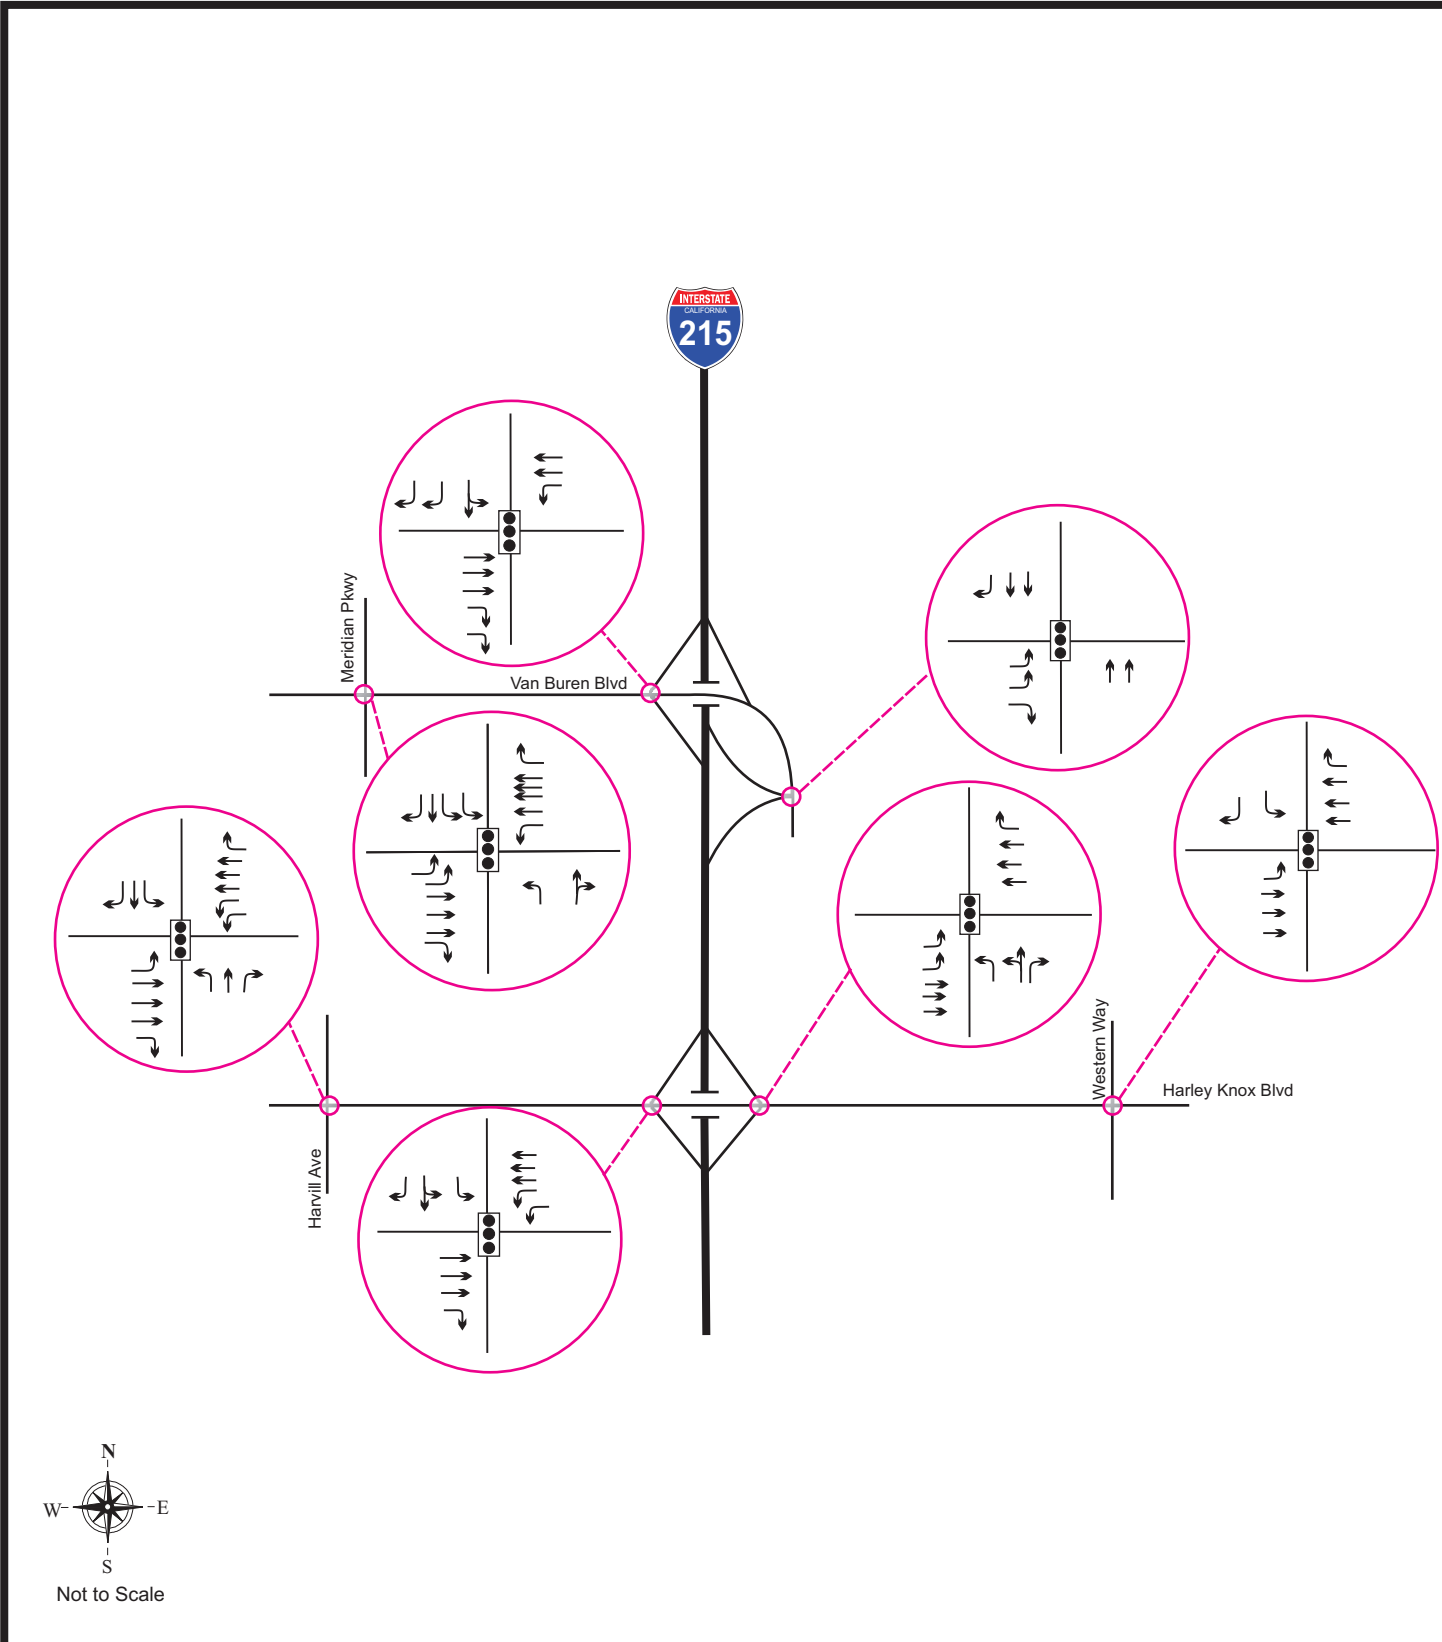 INTERSTATE
CALIFORNIA
215
Meridian Pkwy
Van Buren Blvd
Western Way
Harley Knox Blvd
Harvill Ave
N
W
E
S
Not to Scale